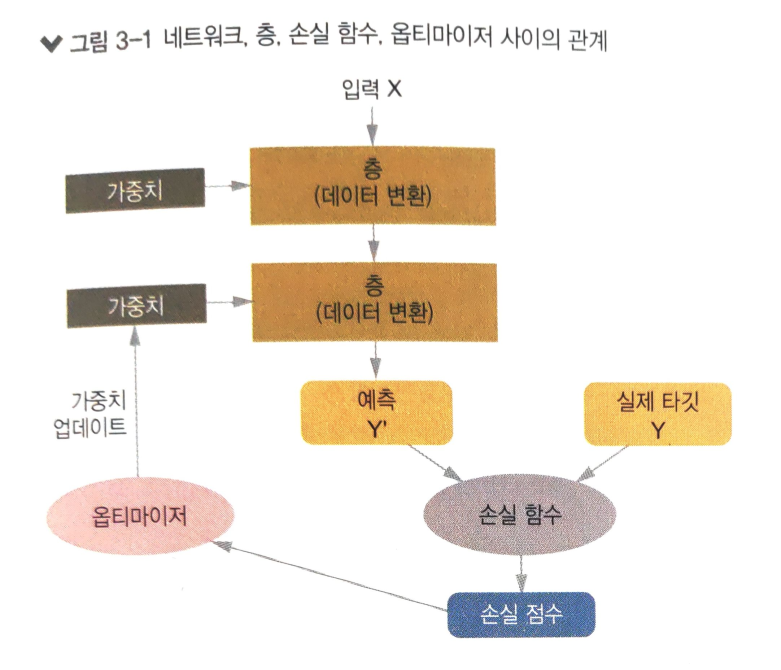 그림 3-1 네트워크, 층, 손실 함수, 옵티마이저 사이의 관계
입력 X
가중치
층
(데이터 변환)
가중치
층
(데이터 변환)
가중치
업데이트
예측
Y'
실제 타깃
Y
옵티마이저
손실 함수
손실 점수